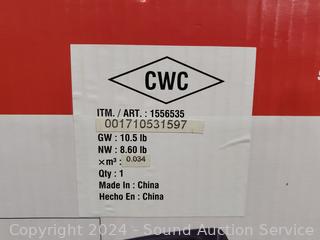 CWC
ITM. / ART. : 1556535
001710531597
GW : 10.5 lb
NW : 8.60 lb
×m³ : 0.034
Qty : 1
Made In : China
Hecho En : China
Copyright © 2024 - Sound Auction Service